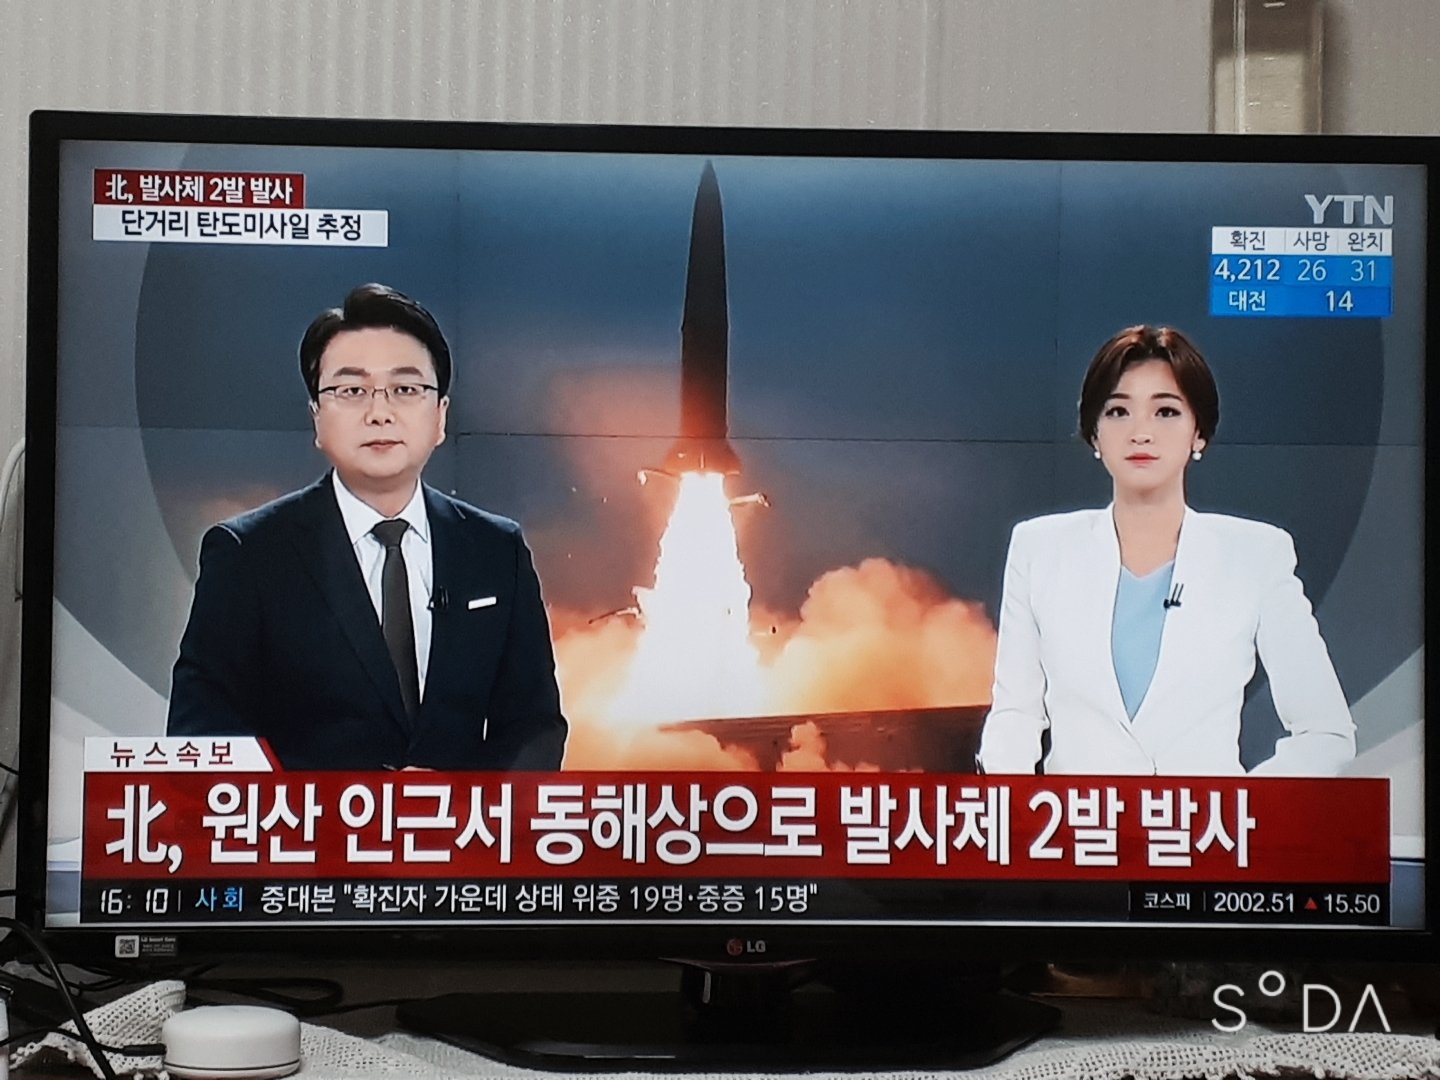 北, 발사체 2발 발사
단거리 탄도미사일 추정
YTN
확진 사망 완치
4,212 26 31
대전 14
뉴스속보
北, 원산 인근서 동해상으로 발사체 2발 발사
16:10 사회 중대본 "확진자 가운데 상태 위중 19명·중증 15명" 코스피 2002.51 ▲ 15.50
LG
SODA